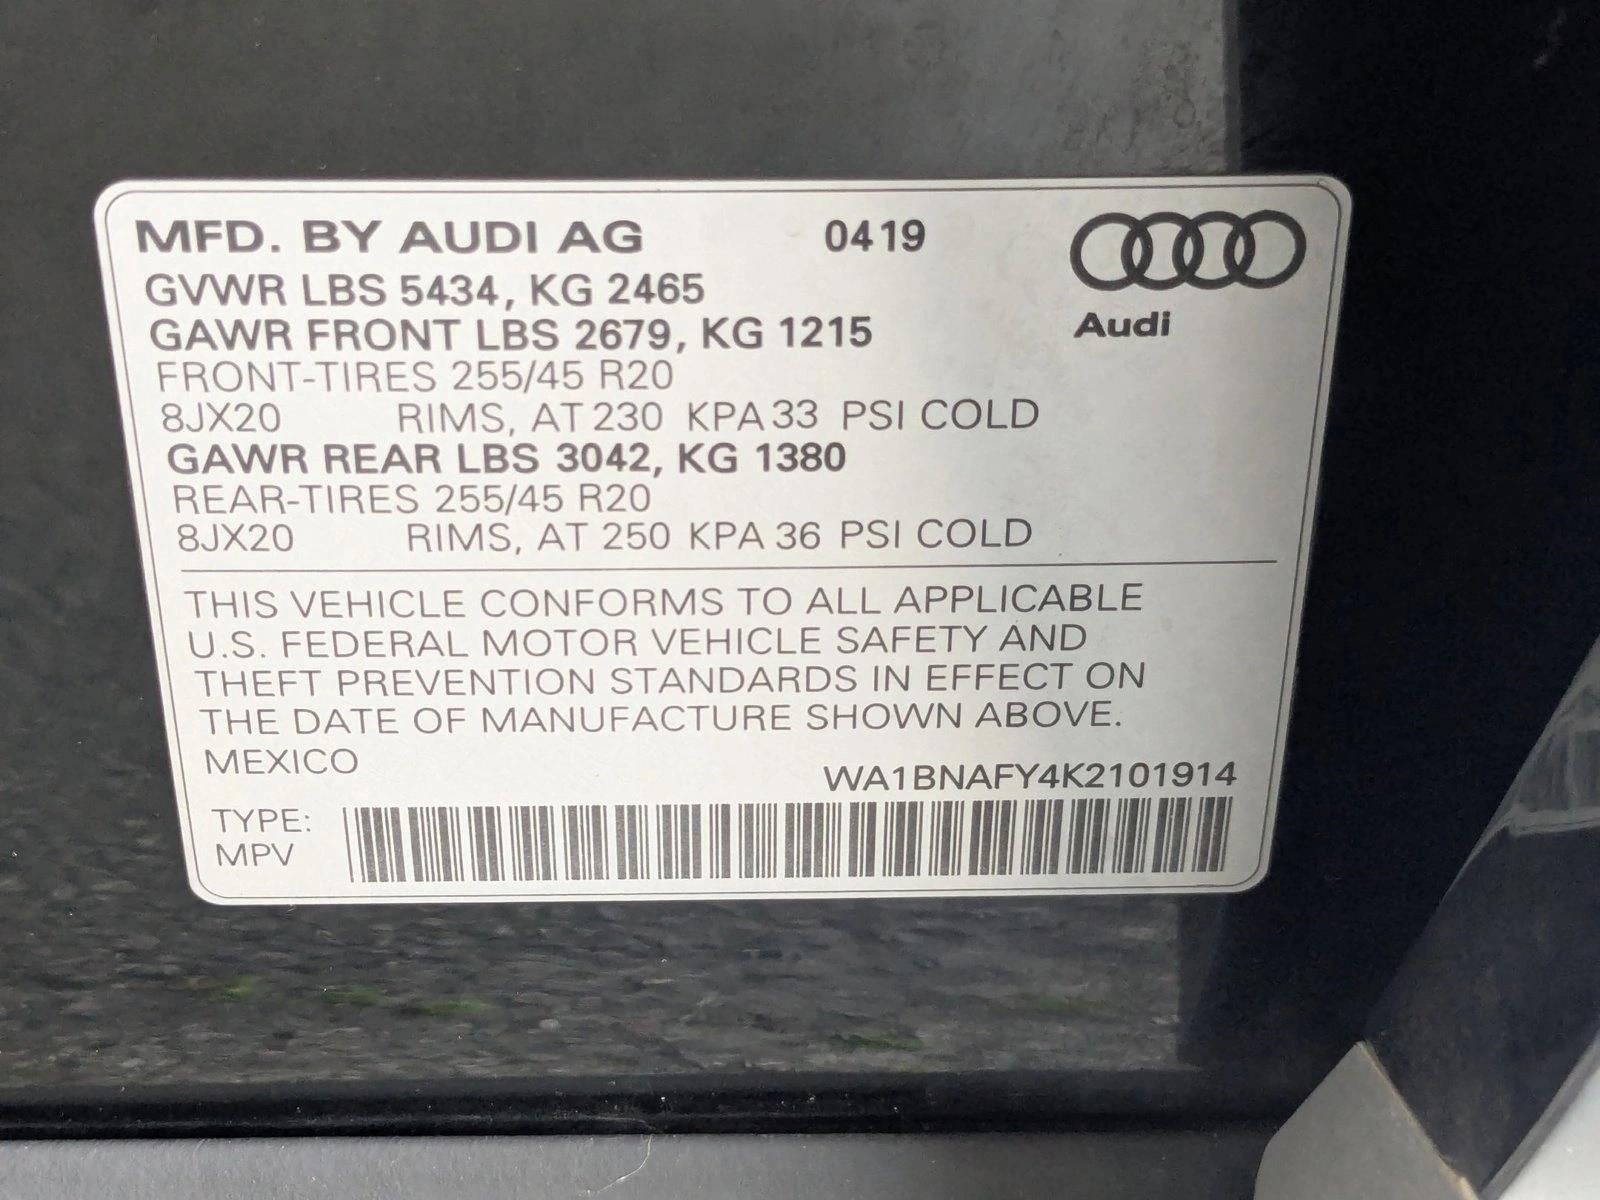 MFD. BY AUDI AG 0419
GVWR LBS 5434, KG 2465
GAWR FRONT LBS 2679, KG 1215
Audi
FRONT-TIRES 255/45 R20
8JX20 RIMS, AT 230 KPA 33 PSI COLD
GAWR REAR LBS 3042, KG 1380
REAR-TIRES 255/45 R20
8JX20 RIMS, AT 250 KPA 36 PSI COLD
THIS VEHICLE CONFORMS TO ALL APPLICABLE
U.S. FEDERAL MOTOR VEHICLE SAFETY AND
THEFT PREVENTION STANDARDS IN EFFECT ON
THE DATE OF MANUFACTURE SHOWN ABOVE.
MEXICO
WA1BNAFY4K2101914
TYPE:
MPV